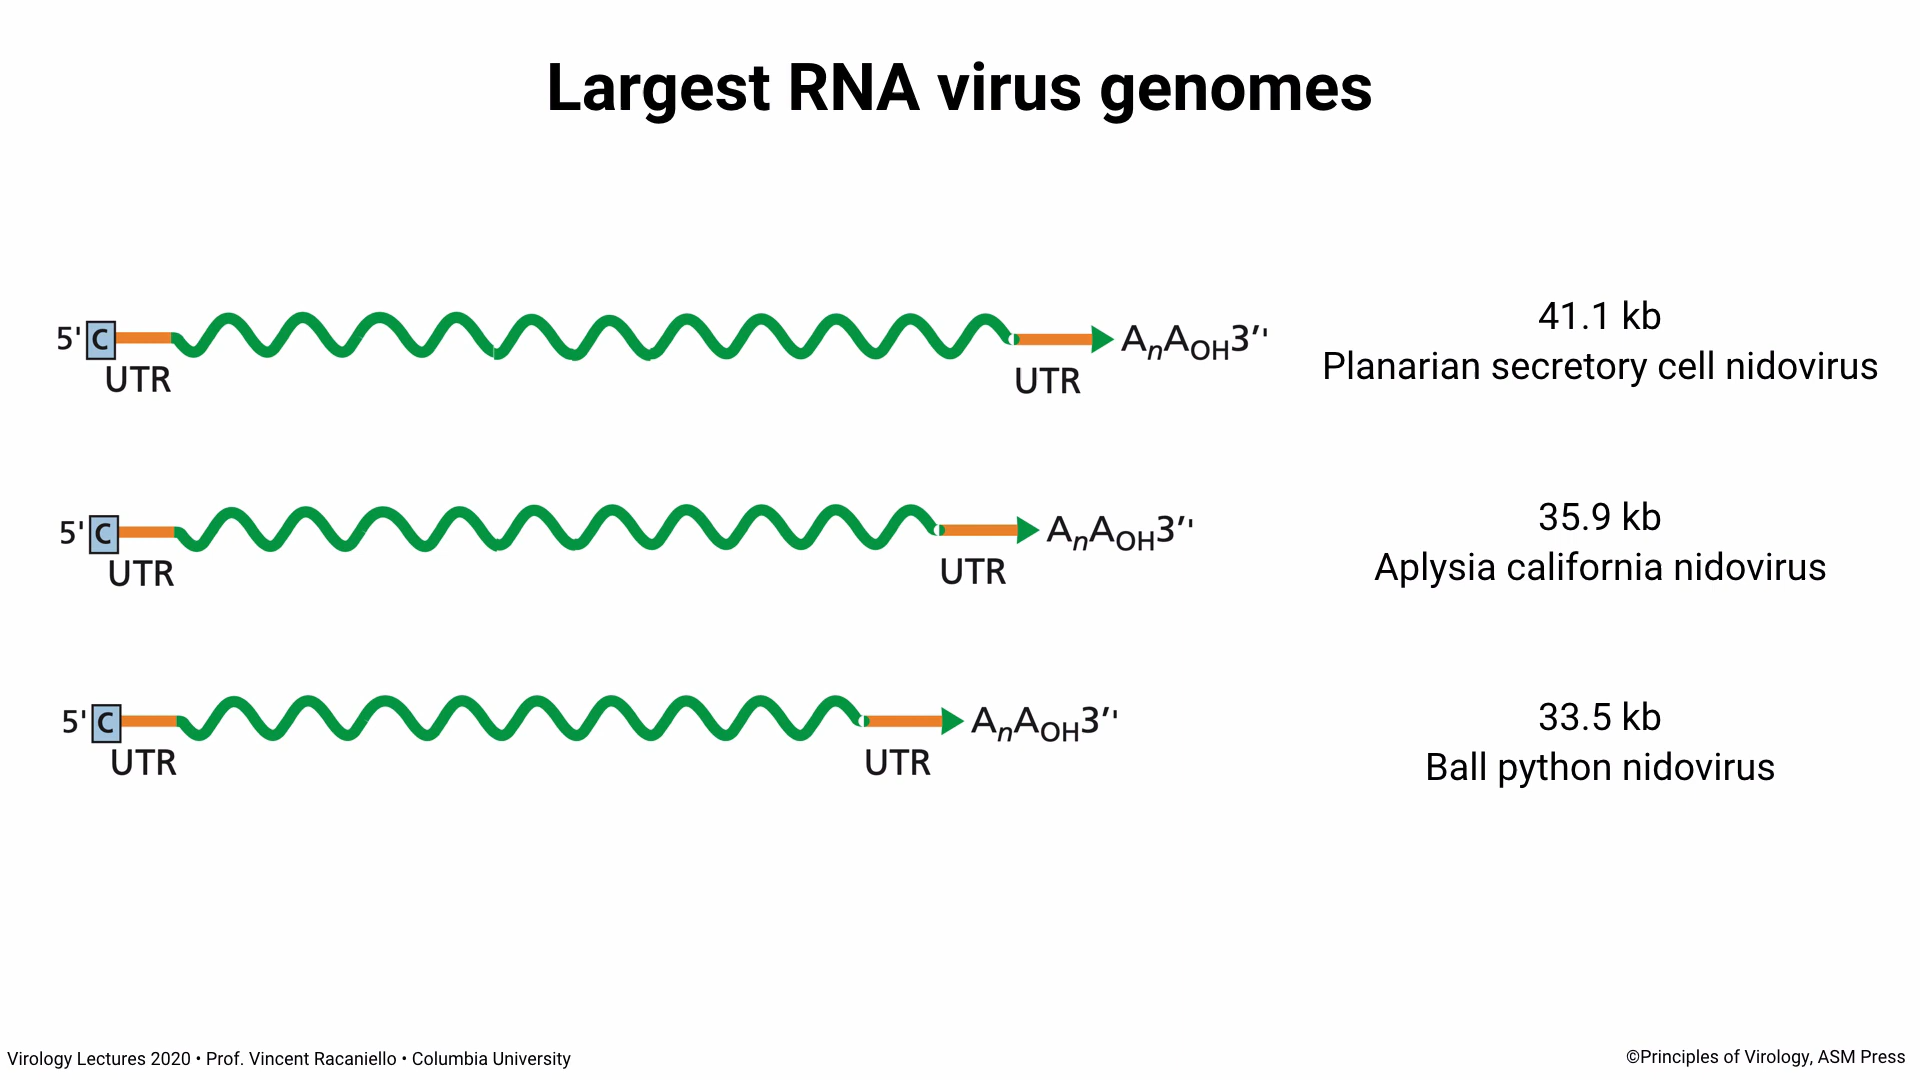 Largest RNA virus genomes
5' C AnAOH3′'
UTR UTR
41.1 kb
Planarian secretory cell nidovirus
5' C AnAOH3′'
UTR UTR
35.9 kb
Aplysia california nidovirus
5' C AnAOH3′'
UTR UTR
33.5 kb
Ball python nidovirus
Virology Lectures 2020 • Prof. Vincent Racaniello • Columbia University
©Principles of Virology, ASM Press